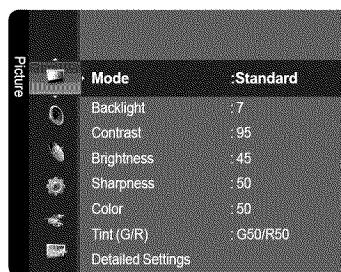 Picture
Mode :Standard
Backlight : 7
Contrast : 95
Brightness : 45
Sharpness : 50
Color : 50
Tint (G/R) : G50/R50
Detailed Settings